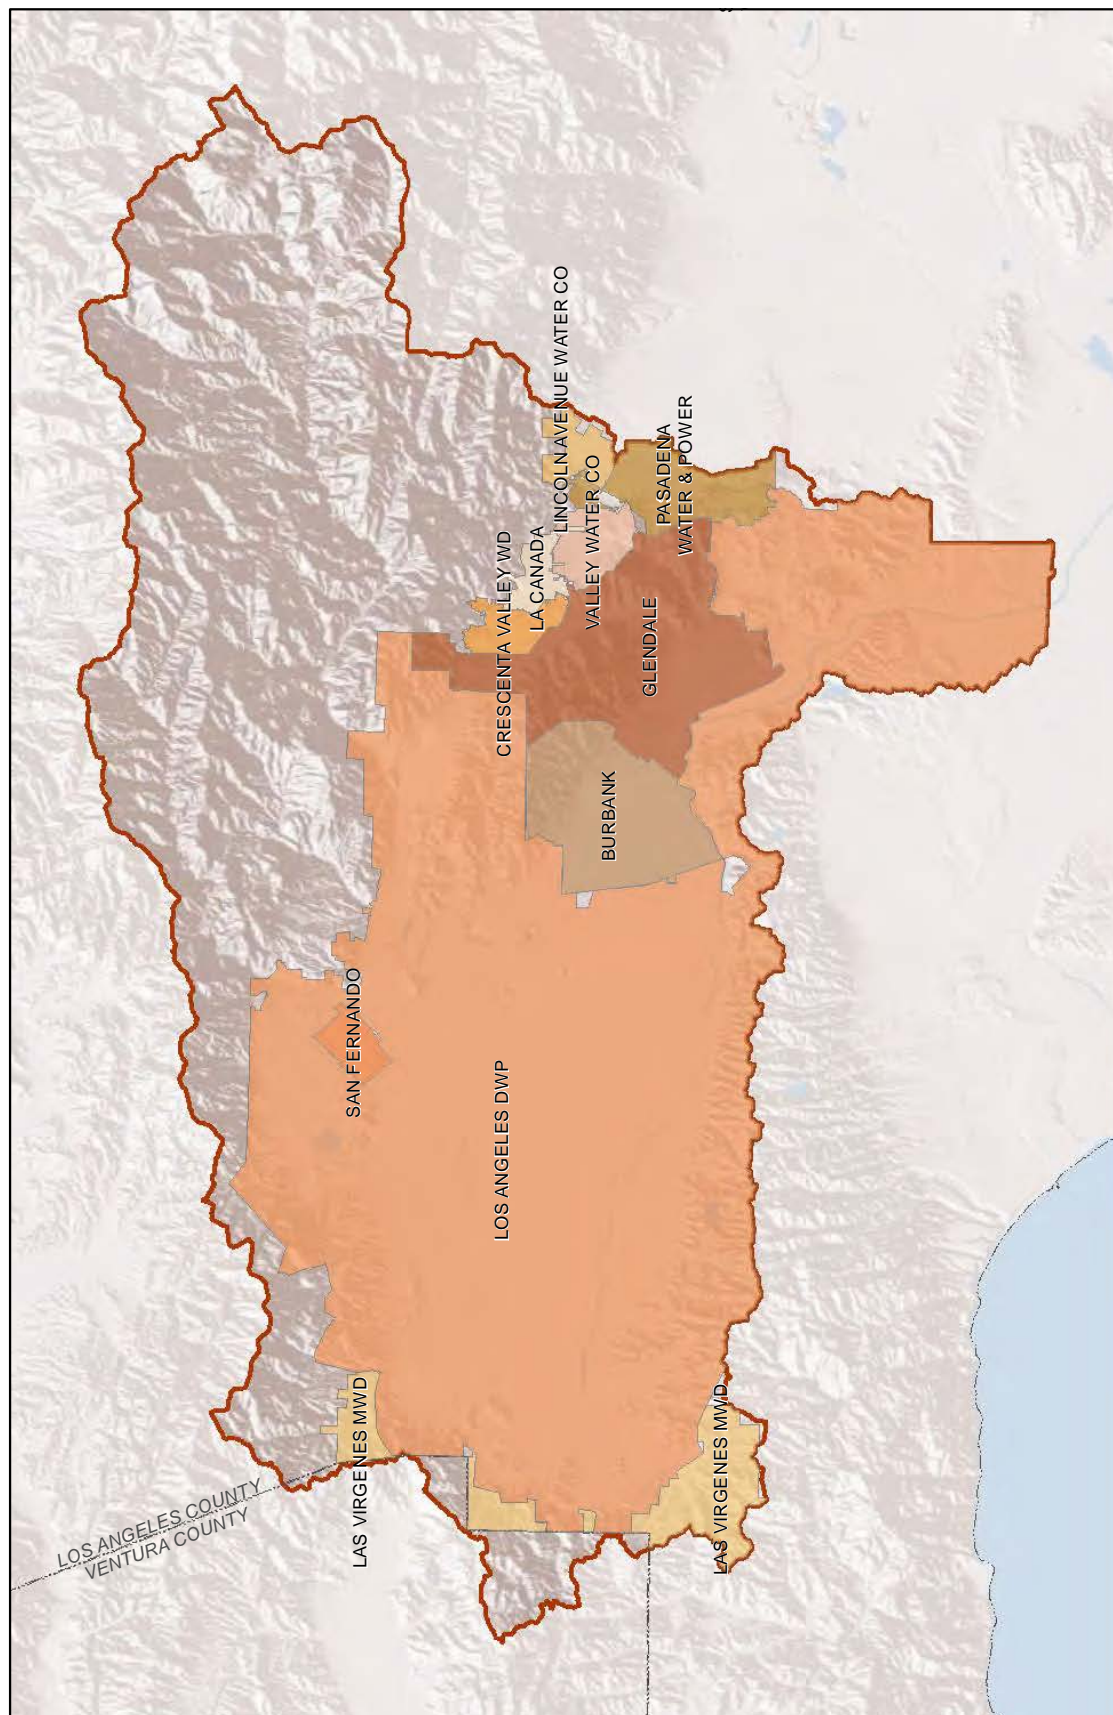 LOS ANGELES COUNTY
VENTURA COUNTY
LAS VIRGENES MWD
SAN FERNANDO
LOS ANGELES DWP
CRESCENTA VALLEY WD
LA CANADA
LINCOLN AVENUE WATER CO
VALLEY WATER CO
BURBANK
GLENDALE
PASADENA
WATER & POWER
LAS VIRGENES MWD